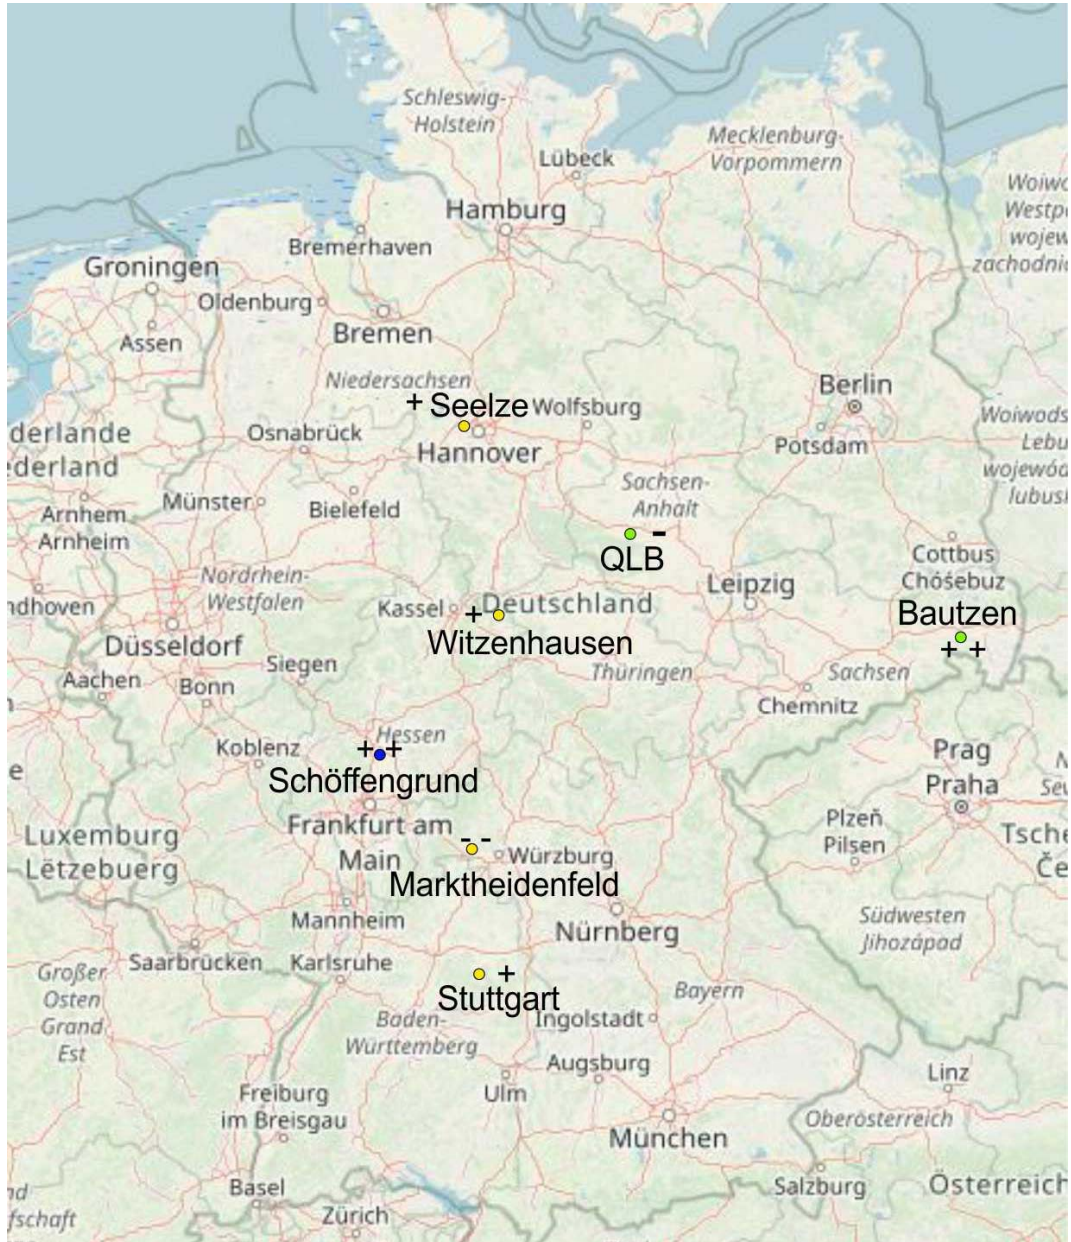 Schleswig-
Holstein
Mecklenburg-
Vorpommern
Lübeck
Hamburg
Bremerhaven
Groningen
Oldenburg
Assen
Bremen
Niedersachsen
Berlin
+ Seelze
Wolfsburg
Osnabrück
Hannover
Potsdam
derlande
ederland
Münster
Bielefeld
Sachsen-
Anhalt
Arnhem
Arnheim
QLB -
Cottbus
Chóśebuz
Nordrhein-
Westfalen
Kassel
+ Deutschland
Leipzig
ndhoven
Bautzen
+ +
Düsseldorf
Witzenhausen
Siegen
Thüringen
Sachsen
Aachen
Bonn
Chemnitz
Koblenz
Hessen
++
Schöffengrund
Prag
Praha
Frankfurt am
Main
- -
Würzburg
Marktheidenfeld
Plzeň
Pilsen
Luxemburg
Lëtzebuerg
Tsche
Če
Mannheim
Nürnberg
Südwesten
Jihozápad
Saarbrücken
Karlsruhe
Großer
Osten
Grand
Est
+
Stuttgart
Bayern
Baden-
Württemberg
Ingolstadt
Augsburg
Ulm
Linz
Freiburg
im Breisgau
München
Oberösterreich
Basel
Zürich
Salzburg
Österreich
fschaft
Woiwo
Westp
wojew
zachodni
Woiwods
Lebu
wojewód
lubusk